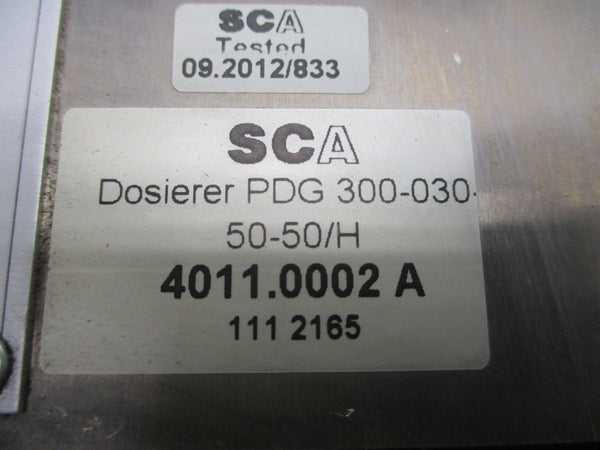 SCA
Tested
09.2012/833
SCA
Dosierer PDG 300-030-
50-50/H
4011.0002 A
111 2165